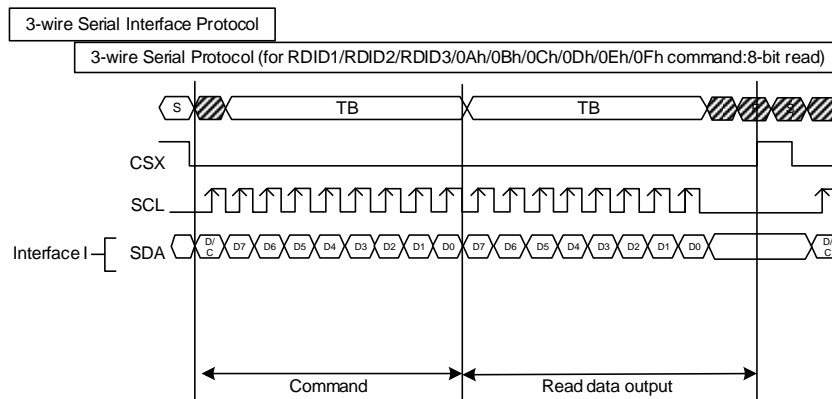 3-wire Serial Interface Protocol
3-wire Serial Protocol (for RDID1/RDID2/RDID3/0Ah/0Bh/0Ch/0Dh/0Eh/0Fh command:8-bit read)
S TB TB P S
CSX
SCL
Interface I SDA D/C D7 D6 D5 D4 D3 D2 D1 D0 D7 D6 D5 D4 D3 D2 D1 D0 D/C
Command Read data output